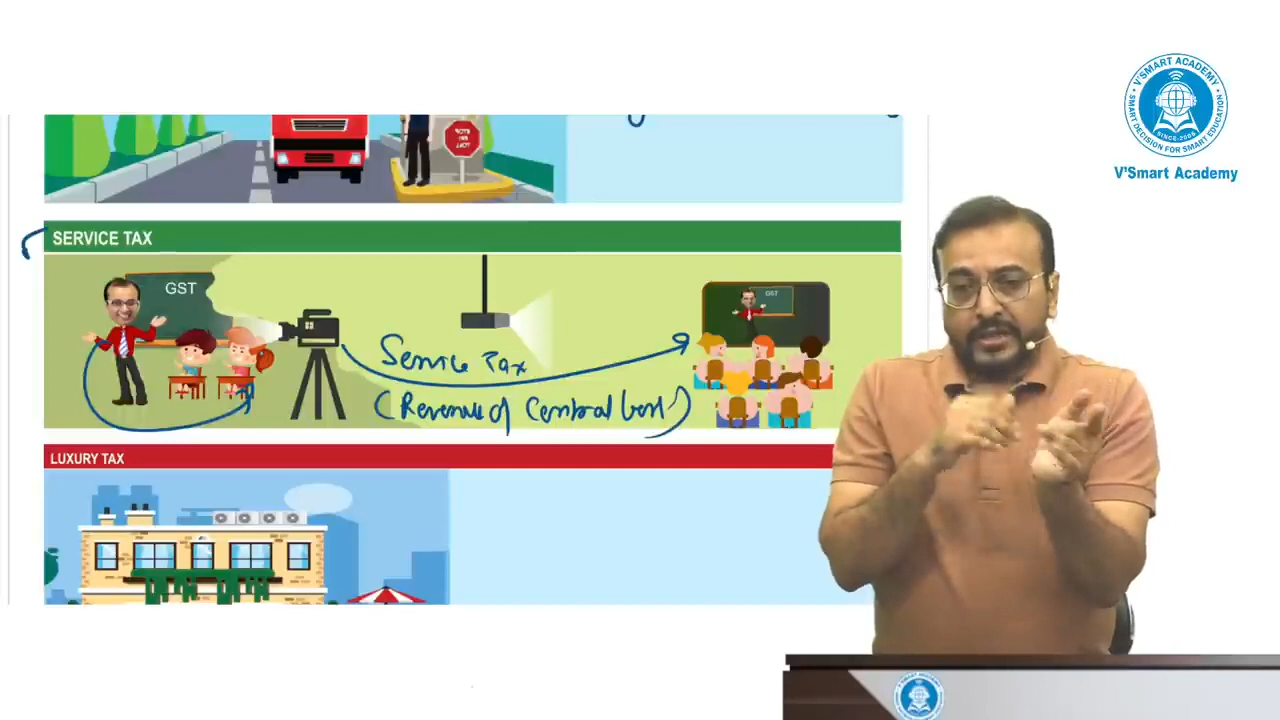 V'SMART ACADEMY
SMART DECISION FOR SMART EDUCATION
SINCE-2006
V'Smart Academy
SERVICE TAX
GST
GST
Service Tax
(Revenue of Central Govt)
LUXURY TAX